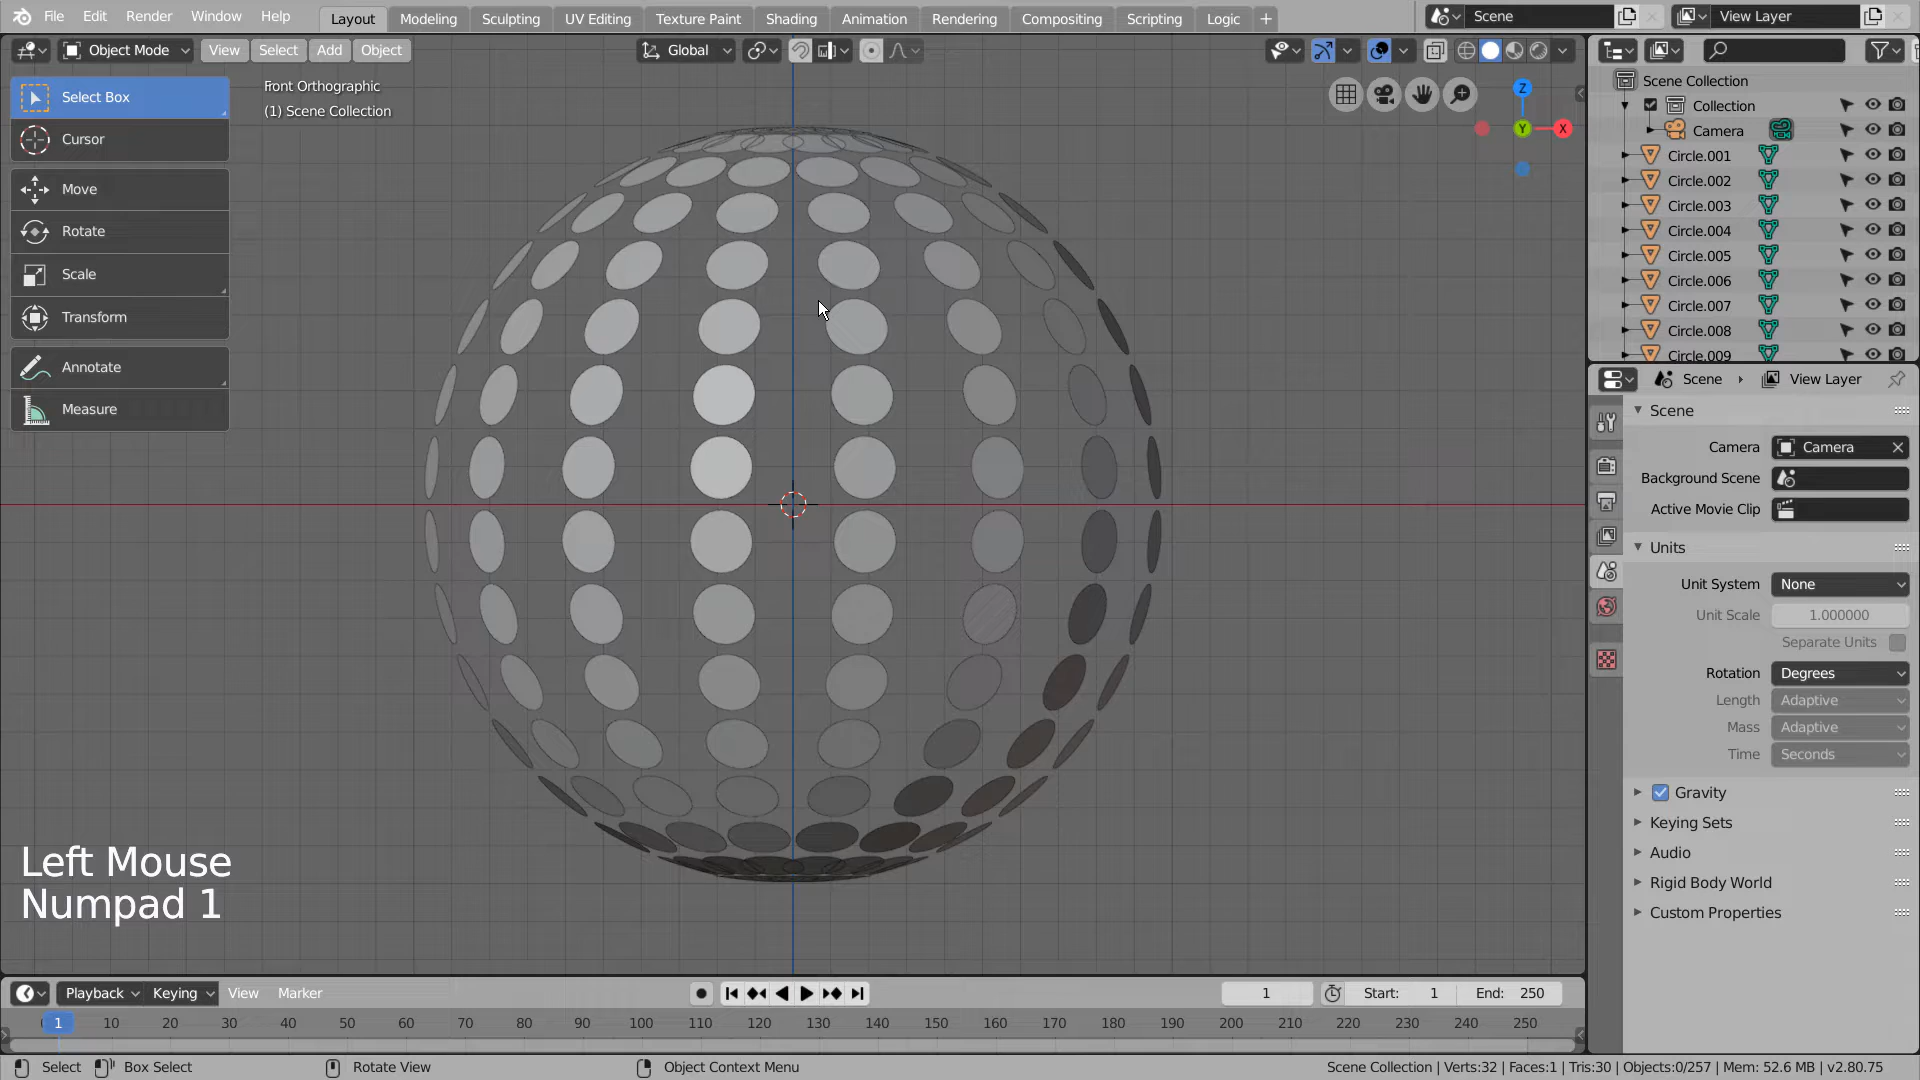 File Edit Render Window Help Layout Modeling Sculpting UV Editing Texture Paint Shading Animation Rendering Compositing Scripting Logic + Scene View Layer
Object Mode View Select Add Object Global
Select Box
Cursor
Move
Rotate
Scale
Transform
Annotate
Measure
Front Orthographic
(1) Scene Collection
Z
Y
X
Left Mouse
Numpad 1
Scene Collection
Collection
Camera
Circle.001
Circle.002
Circle.003
Circle.004
Circle.005
Circle.006
Circle.007
Circle.008
Circle.009
Scene › View Layer
Scene
Camera Camera
Background Scene
Active Movie Clip
Units
Unit System None
Unit Scale 1.000000
Separate Units
Rotation Degrees
Length Adaptive
Mass Adaptive
Time Seconds
Gravity
Keying Sets
Audio
Rigid Body World
Custom Properties
Playback Keying View Marker 1 Start: 1 End: 250
0 1 10 20 30 40 50 60 70 80 90 100 110 120 130 140 150 160 170 180 190 200 210 220 230 240 250
Select Box Select Rotate View Object Context Menu Scene Collection | Verts:32 | Faces:1 | Tris:30 | Objects:0/257 | Mem: 52.6 MB | v2.80.75